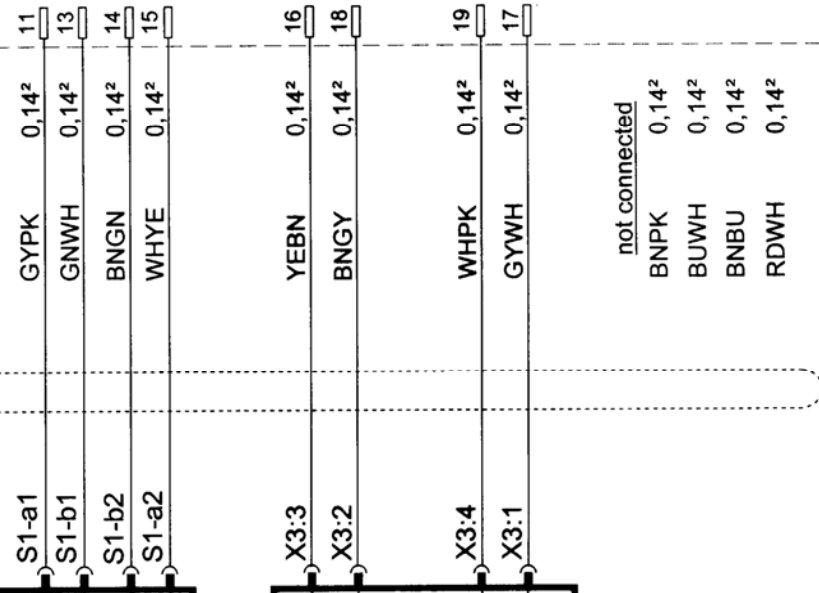 11
13
14
15
16
18
19
17
GYPK 0,14²
GNWH 0,14²
BNGN 0,14²
WHYE 0,14²
YEBN 0,14²
BNGY 0,14²
WHPK 0,14²
GYWH 0,14²
not connected
BNPK 0,14²
BUWH 0,14²
BNBU 0,14²
RDWH 0,14²
S1-a1
S1-b1
S1-b2
S1-a2
X3:3
X3:2
X3:4
X3:1